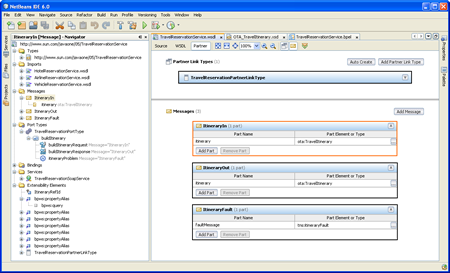 NetBeans IDE 6.0
File Edit View Navigate Source Refactor Build Run Profile Versioning Tools Window Help
ItineraryIn [Message] - Navigator
http://www.sun.com/javaone/05/TravelReservationService
Types
http://www.sun.com/javaone/05/TravelReservationService
Imports
HotelReservationService.wsdl
AirlineReservationService.wsdl
VehicleReservationService.wsdl
Messages
ItineraryIn
itinerary ota:TravelItinerary
ItineraryOut
ItineraryFault
Port Types
TravelReservationPortType
buildItinerary
buildItineraryRequest Message="ItineraryIn"
buildItineraryResponse Message="ItineraryOut"
itineraryProblem Message="ItineraryFault"
Bindings
Services
TravelReservationSoapService
Extensibility Elements
ItineraryRefId
bpws:propertyAlias
bpws:query
bpws:propertyAlias
bpws:propertyAlias
bpws:propertyAlias
bpws:propertyAlias
TravelReservationPartnerLinkType
Services
Files
Projects
TravelReservationService.wsdl
OTA_TravelItinerary.xsd
TravelReservationService.bpel
Source WSDL Partner
100%
Partner Link Types (1)
Auto Create
Add Partner Link Type
TravelReservationPartnerLinkType
Messages (3)
Add Message
ItineraryIn (1 part)
Part Name Part Element or Type
itinerary ota:TravelItinerary
Add Part Remove Part
ItineraryOut (1 part)
Part Name Part Element or Type
itinerary ota:TravelItinerary
Add Part Remove Part
ItineraryFault (1 part)
Part Name Part Element or Type
FaultMessage tns:itineraryFault
Add Part Remove Part
Properties
Palette